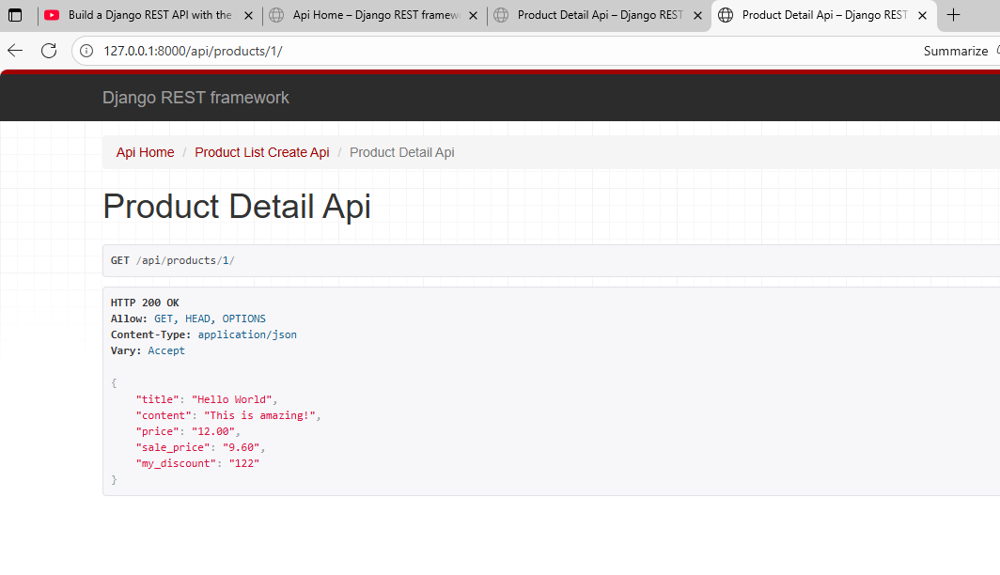 Build a Django REST API with the
Api Home – Django REST framew
Product Detail Api – Django REST
Product Detail Api – Django REST
127.0.0.1:8000/api/products/1/
Summarize
Django REST framework
Api Home / Product List Create Api / Product Detail Api
Product Detail Api
GET /api/products/1/
HTTP 200 OK
Allow: GET, HEAD, OPTIONS
Content-Type: application/json
Vary: Accept
{
    "title": "Hello World",
    "content": "This is amazing!",
    "price": "12.00",
    "sale_price": "9.60",
    "my_discount": "122"
}